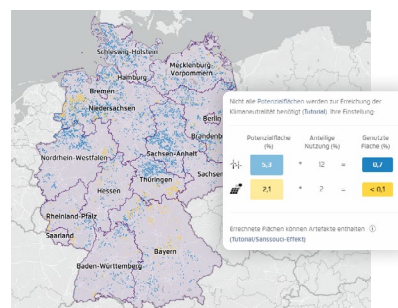 Schleswig-Holstein
Mecklenburg-
Vorpommern
Hamburg
Bremen
Niedersachsen
Berlin
Brandenb
Sachsen-Anhalt
Nordrhein-Westfalen
Sachsen
Thüringen
Hessen
Rheinland-Pfalz
Saarland
Bayern
Baden-Württemberg
Nicht alle Potenzialflächen werden zur Erreichung der
Klimaneutralität benötigt (Tutorial). Ihre Einstellung:
Potenzialfläche (%) Anteilige Nutzung (%) Genutzte Fläche (%)
5,3 * 12 = 0,7
2,1 * 2 = < 0,1
Errechnete Flächen können Artefakte enthalten. ⓘ
(Tutorial/Sanssouci-Effekt)